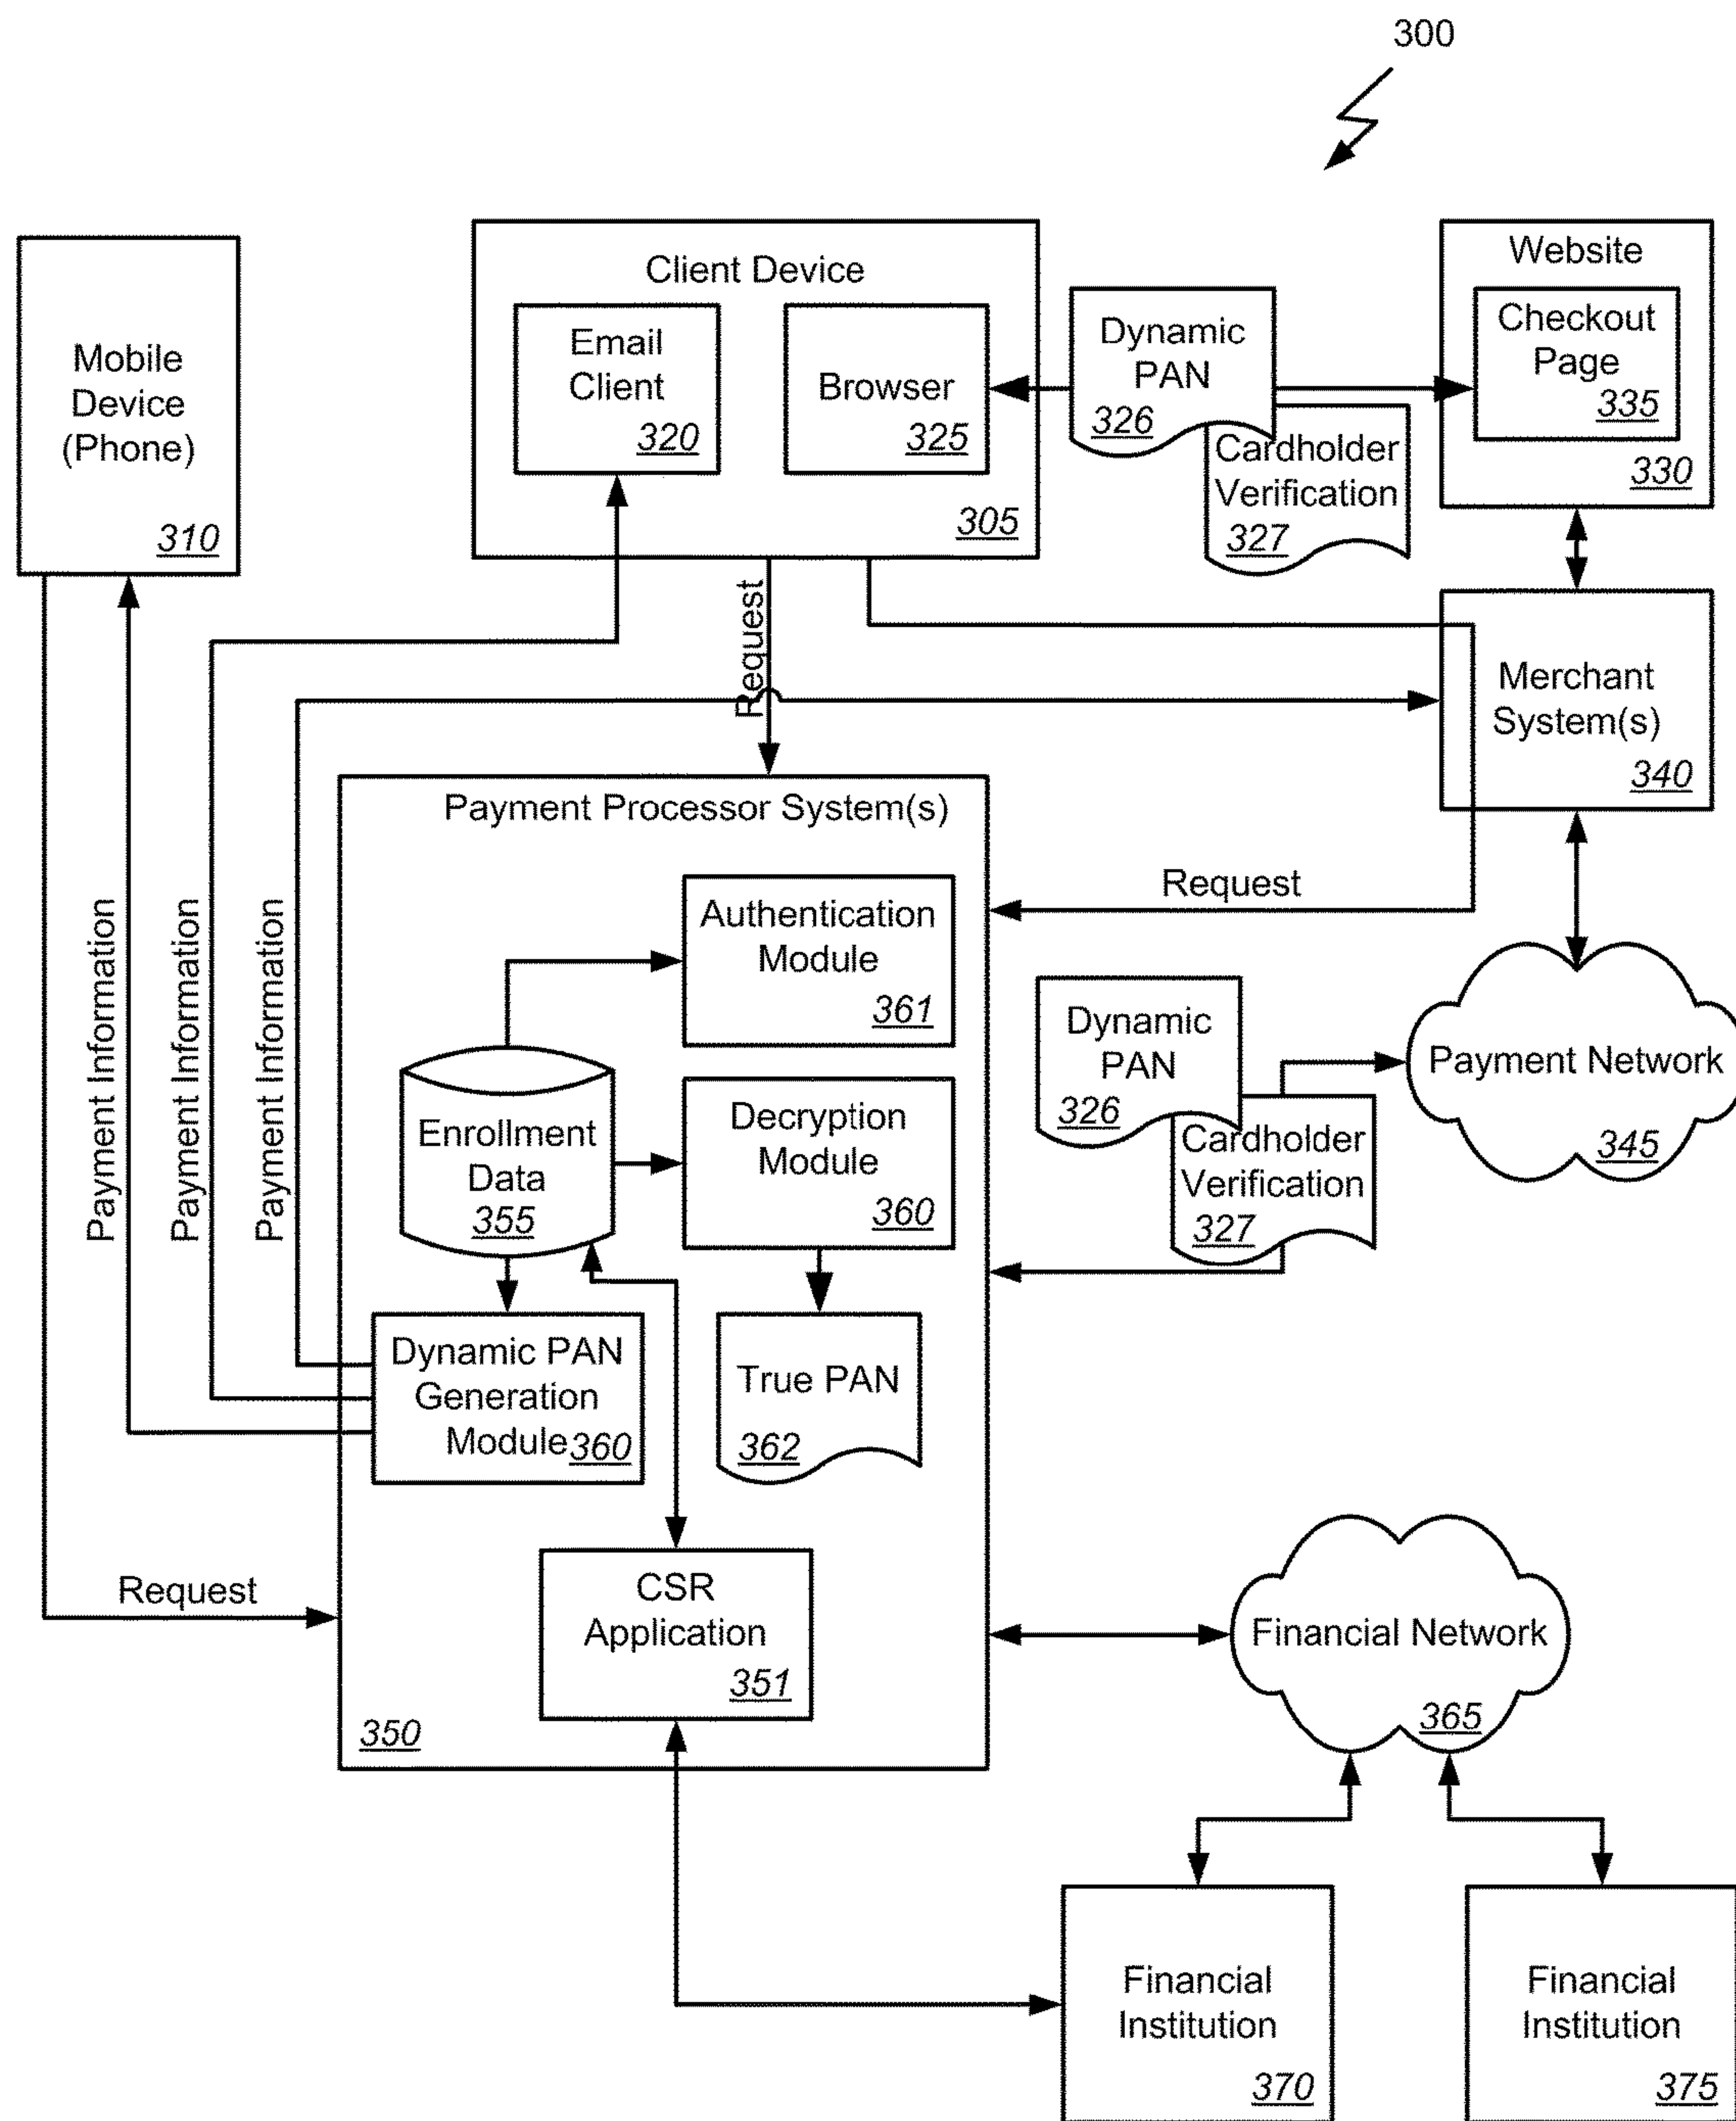 300
Mobile
Device
(Phone)
310
Client Device
Email
Client
320
Browser
325
305
Dynamic
PAN
326
Cardholder
Verification
327
Website
Checkout
Page
335
330
Request
Merchant
System(s)
340
Payment Information
Payment Information
Payment Information
Payment Processor System(s)
Request
Authentication
Module
361
Enrollment
Data
355
Decryption
Module
360
Dynamic
PAN
326
Cardholder
Verification
327
Payment Network
345
Dynamic PAN
Generation
Module 360
True PAN
362
Request
CSR
Application
351
350
Financial Network
365
Financial
Institution
370
Financial
Institution
375